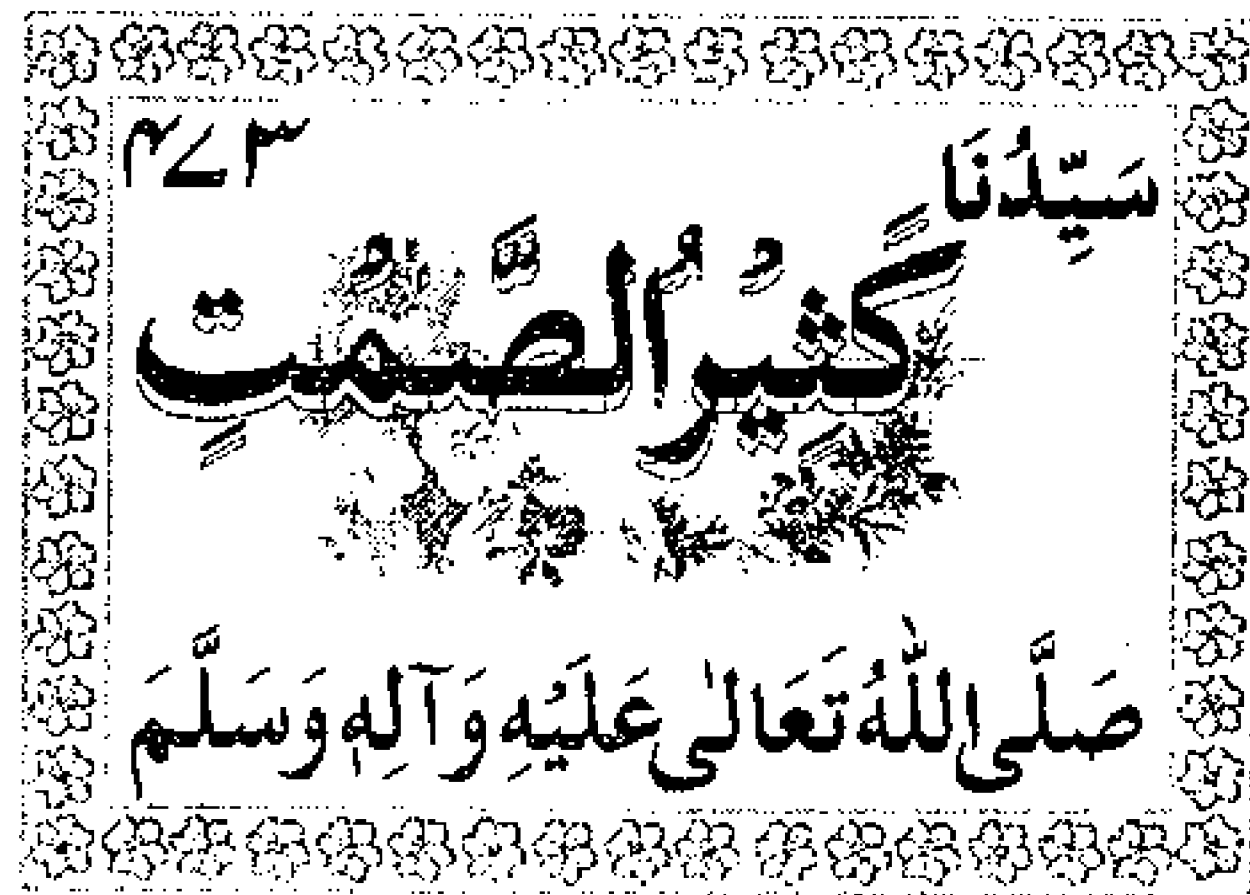 سَيِّدُنَا ۴۷۳
كَثِيْرُ الصَّمْتِ
صَلَّى اللّٰهُ تَعَالٰى عَلَيْهِ وَآلِهٖ وَسَلَّمَ